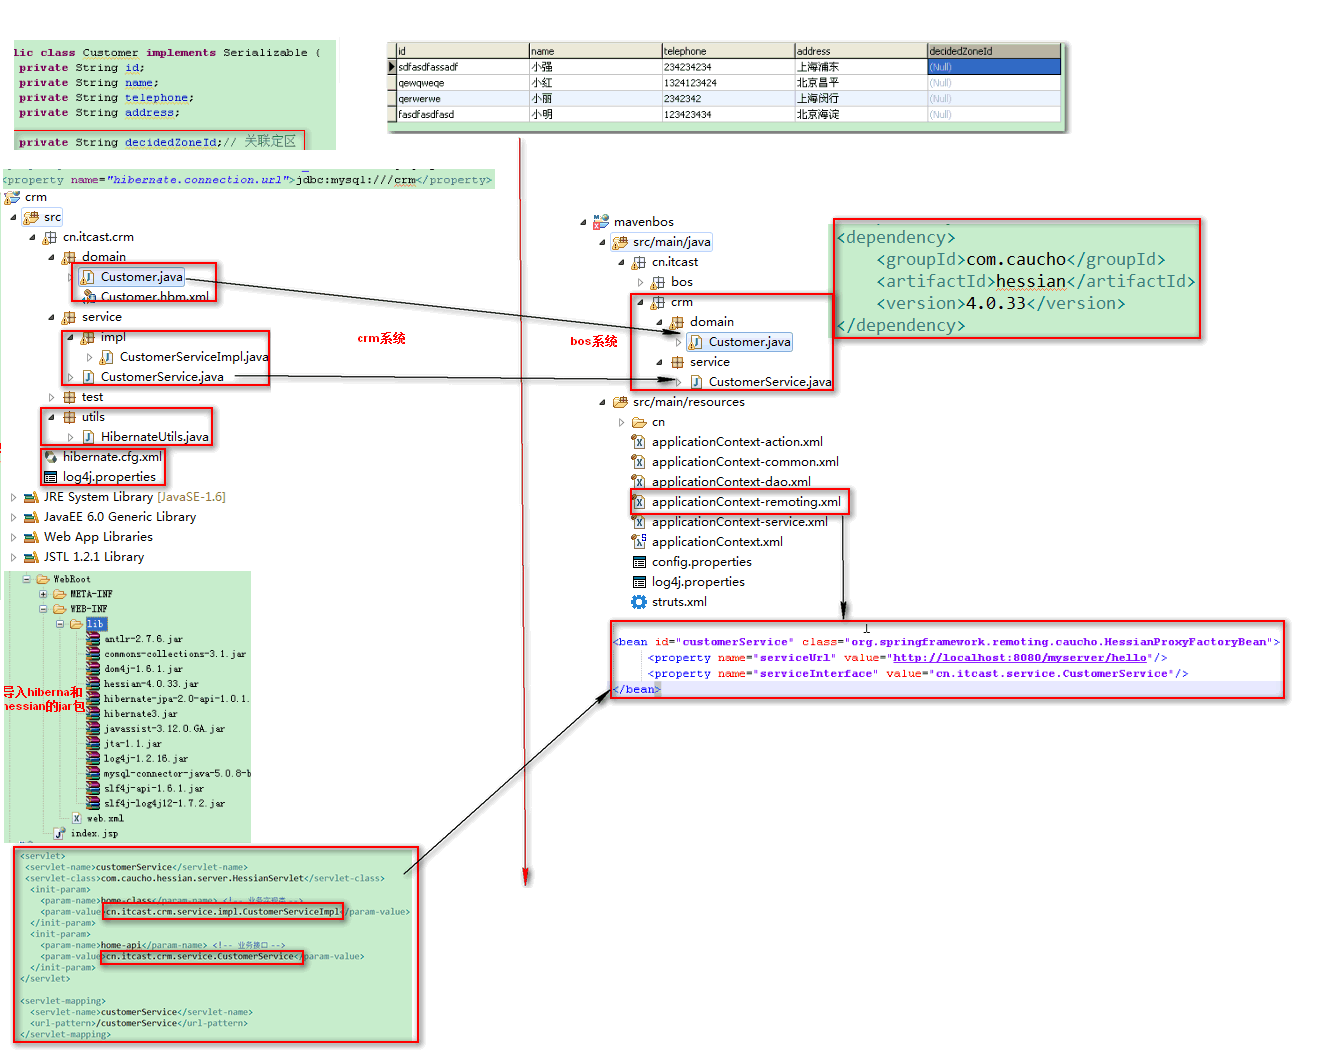 lic class Customer implements Serializable {
private String id;
private String name;
private String telephone;
private String address;
private String decidedZoneId;// 关联定区
id name telephone address decidedZoneId
sdfasdfassadf 小强 234234234 上海浦东 (Null)
qewqweqe 小红 1324123424 北京昌平 (Null)
qerwerwe 小丽 2342342 上海闵行 (Null)
fasdfasdfasd 小明 123423434 北京海淀 (Null)
<property name="hibernate.connection.url">jdbc:mysql:///crm</property>
crm
src
cn.itcast.crm
domain
Customer.java
Customer.hbm.xml
service
impl
CustomerServiceImpl.java
CustomerService.java
test
utils
HibernateUtils.java
hibernate.cfg.xml
log4j.properties
JRE System Library [JavaSE-1.6]
JavaEE 6.0 Generic Library
Web App Libraries
JSTL 1.2.1 Library
crm系统
bos系统
mavenbos
src/main/java
cn.itcast
bos
crm
domain
Customer.java
service
CustomerService.java
src/main/resources
cn
applicationContext-action.xml
applicationContext-common.xml
applicationContext-dao.xml
applicationContext-remoting.xml
applicationContext-service.xml
applicationContext.xml
config.properties
log4j.properties
struts.xml
<dependency>
<groupId>com.caucho</groupId>
<artifactId>hessian</artifactId>
<version>4.0.33</version>
</dependency>
<bean id="customerService" class="org.springframework.remoting.caucho.HessianProxyFactoryBean">
<property name="serviceUrl" value="http://localhost:8080/myserver/hello"/>
<property name="serviceInterface" value="cn.itcast.service.CustomerService"/>
</bean>
WebRoot
META-INF
WEB-INF
lib
antlr-2.7.6.jar
commons-collections-3.1.jar
dom4j-1.6.1.jar
hessian-4.0.33.jar
hibernate-jpa-2.0-api-1.0.1.
hibernate3.jar
javassist-3.12.0.GA.jar
jta-1.1.jar
log4j-1.2.16.jar
mysql-connector-java-5.0.8-b
slf4j-api-1.6.1.jar
slf4j-log4j12-1.7.2.jar
web.xml
index.jsp
导入hiberna和
hessian的jar包
<servlet>
<servlet-name>customerService</servlet-name>
<servlet-class>com.caucho.hessian.server.HessianServlet</servlet-class>
<init-param>
<param-name>home-class</param-name> <!-- 业务实现类 -->
<param-value>cn.itcast.crm.service.impl.CustomerServiceImpl</param-value>
</init-param>
<init-param>
<param-name>home-api</param-name> <!-- 业务接口 -->
<param-value>cn.itcast.crm.service.CustomerService</param-value>
</init-param>
</servlet>
<servlet-mapping>
<servlet-name>customerService</servlet-name>
<url-pattern>/customerService</url-pattern>
</servlet-mapping>